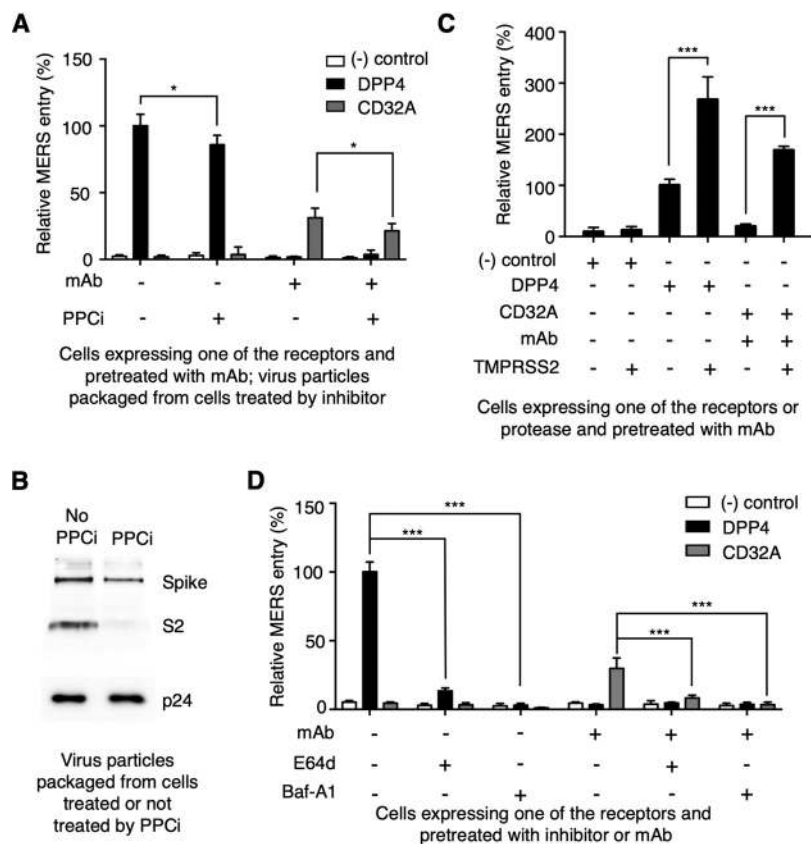 A
Relative MERS entry (%)
150
100
50
0
(-) control
DPP4
CD32A
*
*
mAb - - + +
PPCi - + - +
Cells expressing one of the receptors and
pretreated with mAb; virus particles
packaged from cells treated by inhibitor
C
Relative MERS entry (%)
400
300
200
100
0
***
***
(-) control + + - - - -
DPP4 - - + + - -
CD32A - - - - + +
mAb - - - - + +
TMPRSS2 - + - + - +
Cells expressing one of the receptors or
protease and pretreated with mAb
B
No
PPCi PPCi
Spike
S2
p24
Virus particles
packaged from cells
treated or not
treated by PPCi
D
Relative MERS entry (%)
150
100
50
0
(-) control
DPP4
CD32A
***
***
***
***
mAb - - - + + +
E64d - + - - + -
Baf-A1 - - + - - +
Cells expressing one of the receptors and
pretreated with inhibitor or mAb